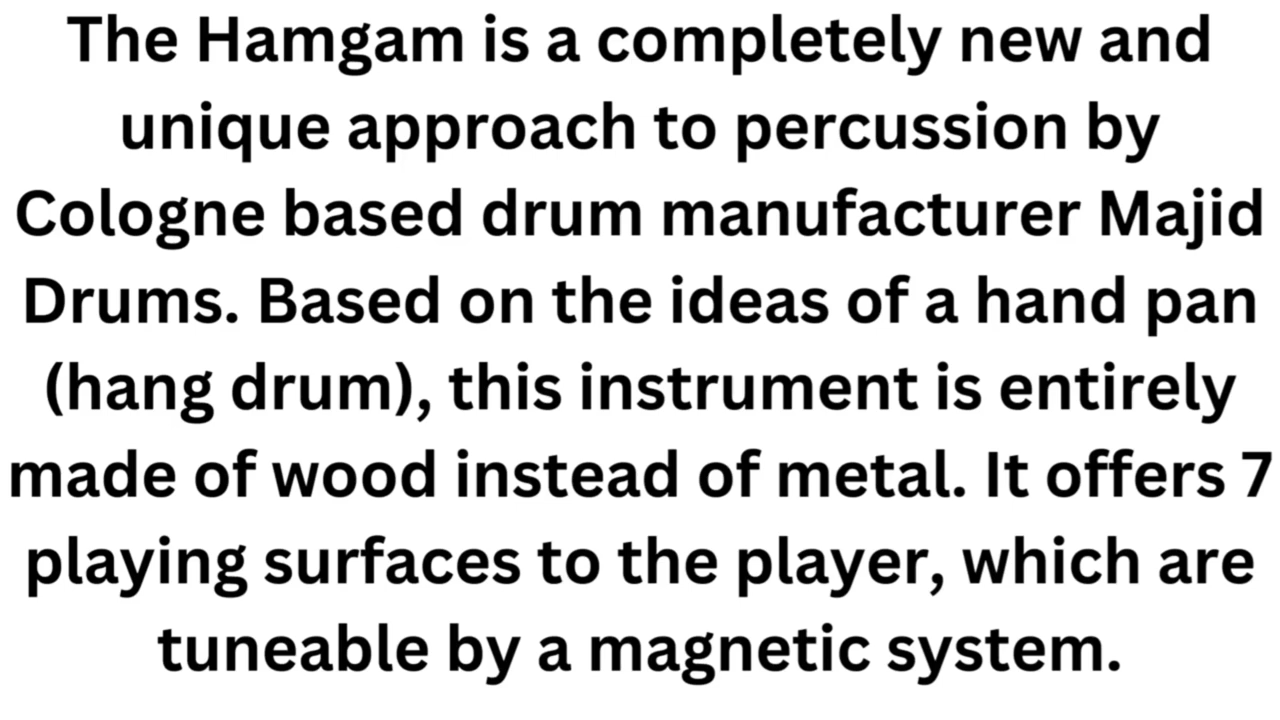 The Hamgam is a completely new and
unique approach to percussion by
Cologne based drum manufacturer Majid
Drums. Based on the ideas of a hand pan
(hang drum), this instrument is entirely
made of wood instead of metal. It offers 7
playing surfaces to the player, which are
tuneable by a magnetic system.